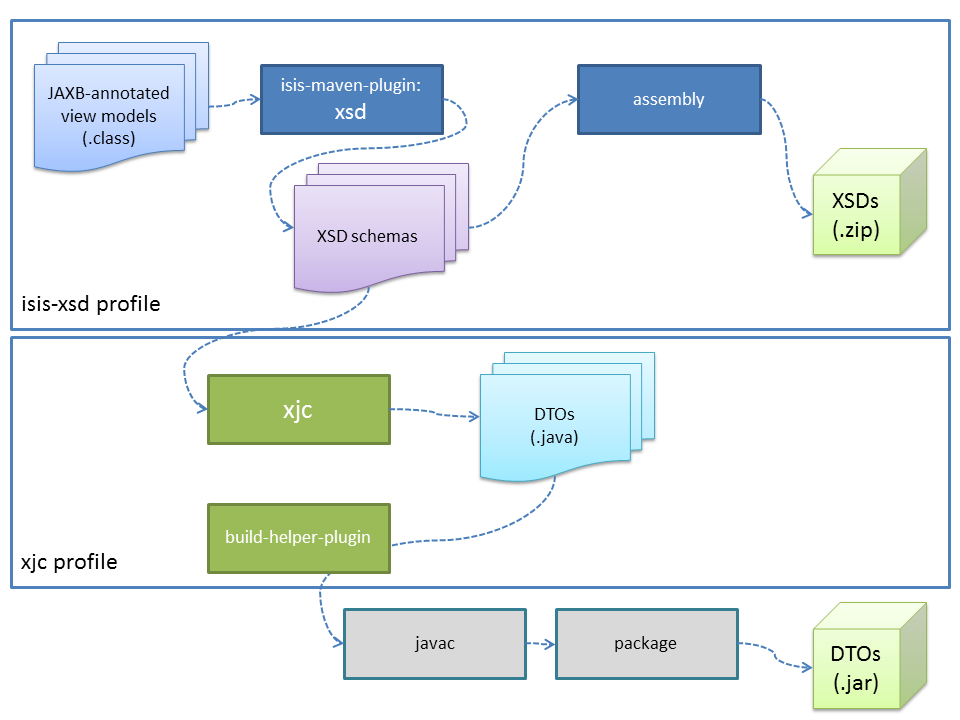 JAXB-annotated
view models
(.class)
isis-maven-plugin:
xsd
assembly
XSD schemas
XSDs
(.zip)
isis-xsd profile
xjc
DTOs
(.java)
build-helper-plugin
xjc profile
javac
package
DTOs
(.jar)